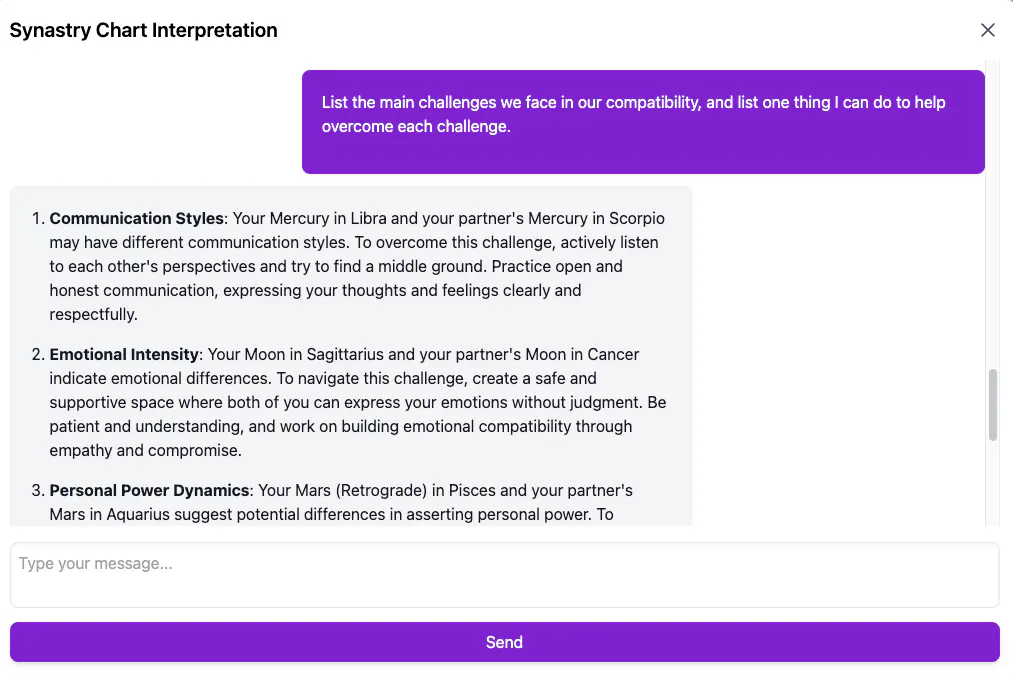 Synastry Chart Interpretation
List the main challenges we face in our compatibility, and list one thing I can do to help
overcome each challenge.
1. Communication Styles: Your Mercury in Libra and your partner's Mercury in Scorpio
may have different communication styles. To overcome this challenge, actively listen
to each other's perspectives and try to find a middle ground. Practice open and
honest communication, expressing your thoughts and feelings clearly and
respectfully.
2. Emotional Intensity: Your Moon in Sagittarius and your partner's Moon in Cancer
indicate emotional differences. To navigate this challenge, create a safe and
supportive space where both of you can express your emotions without judgment. Be
patient and understanding, and work on building emotional compatibility through
empathy and compromise.
3. Personal Power Dynamics: Your Mars (Retrograde) in Pisces and your partner's
Mars in Aquarius suggest potential differences in asserting personal power. To
Type your message...
Send